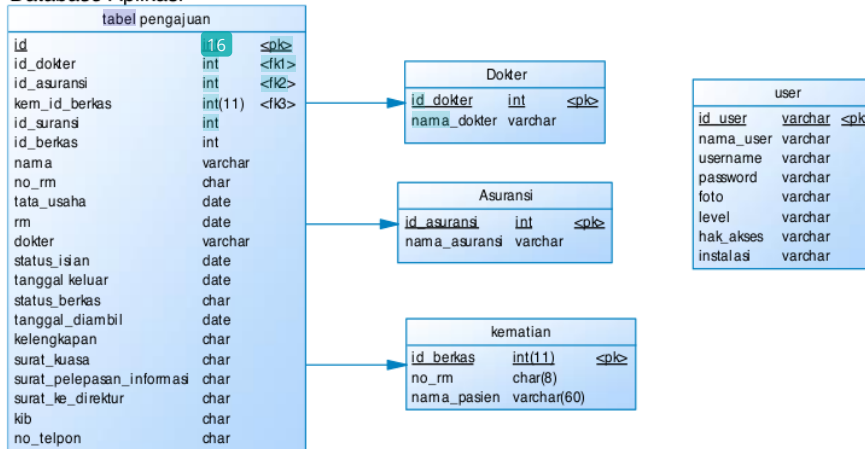 Database Aplikasi
tabel pengajuan
id 16 <pk>
id_dokter int <fk1>
id_asuransi int <fk2>
kem_id_berkas int(11) <fk3>
id_suransi int
id_berkas int
nama varchar
no_rm char
tata_usaha date
rm date
dokter varchar
status_isian date
tanggal keluar date
status_berkas char
tanggal_diambil date
kelengkapan char
surat_kuasa char
surat_pelepasan_informasi char
surat_ke_direktur char
kib char
no_telpon char
Dokter
id_dokter int <pk>
nama_dokter varchar
Asuransi
id_asuransi int <pk>
nama_asuransi varchar
kematian
id_berkas int(11) <pk>
no_rm char(8)
nama_pasien varchar(60)
user
id_user varchar <pk
nama_user varchar
username varchar
password varchar
foto varchar
level varchar
hak_akses varchar
instalasi varchar